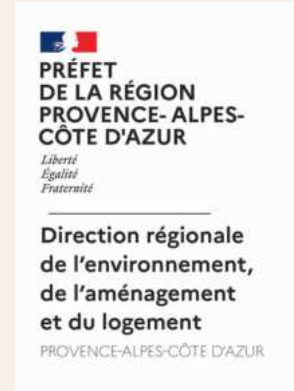 PRÉFET
DE LA RÉGION
PROVENCE- ALPES-
CÔTE D'AZUR
Liberté
Égalité
Fraternité
Direction régionale
de l'environnement,
de l'aménagement
et du logement
PROVENCE-ALPES-CÔTE D'AZUR